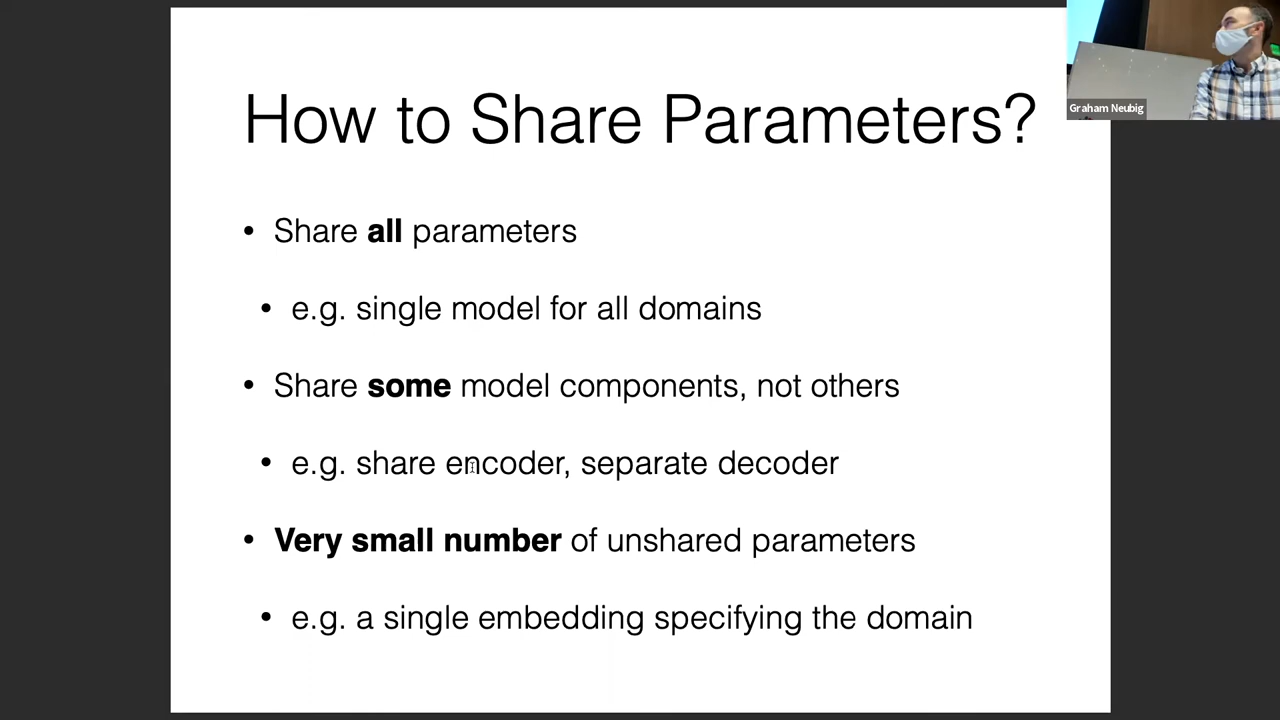 How to Share Parameters?
• Share all parameters
• e.g. single model for all domains
• Share some model components, not others
• e.g. share encoder, separate decoder
• Very small number of unshared parameters
• e.g. a single embedding specifying the domain
Graham Neubig